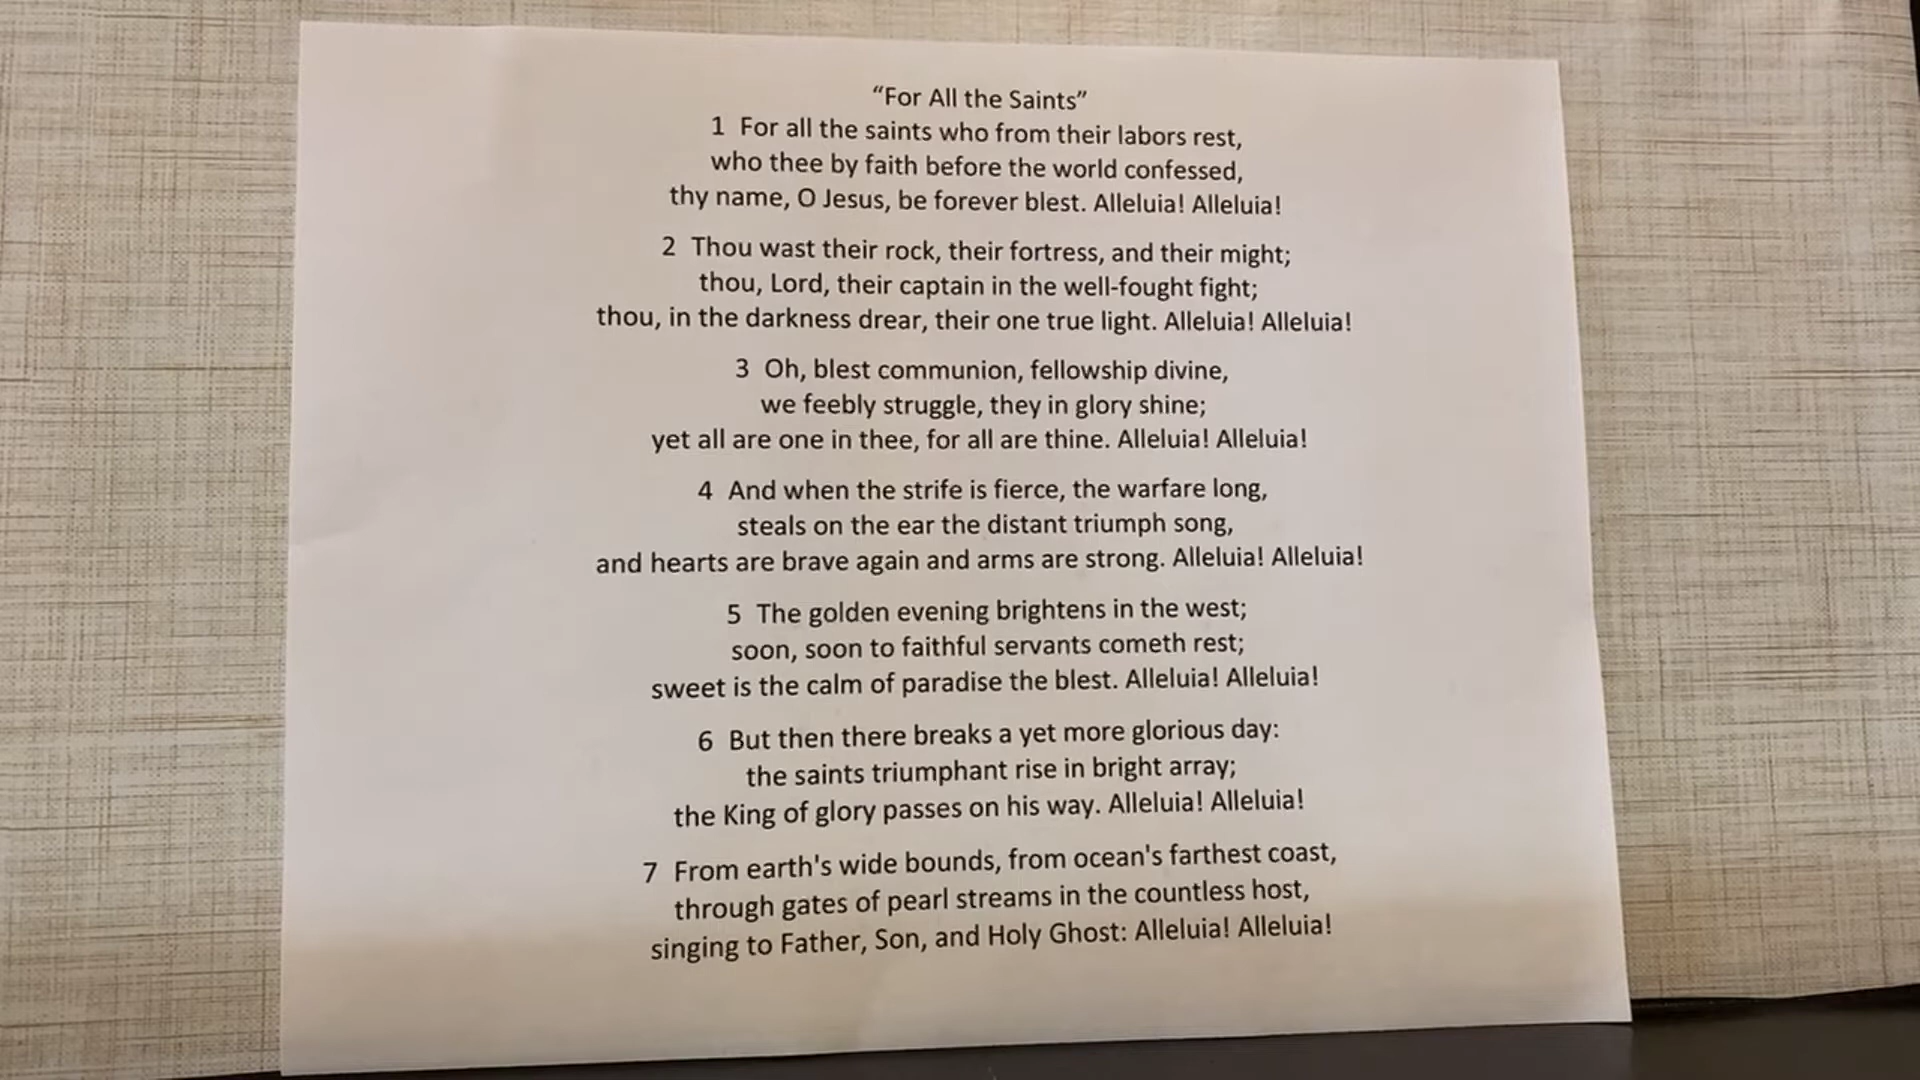 “For All the Saints”
1 For all the saints who from their labors rest,
who thee by faith before the world confessed,
thy name, O Jesus, be forever blest. Alleluia! Alleluia!
2 Thou wast their rock, their fortress, and their might;
thou, Lord, their captain in the well-fought fight;
thou, in the darkness drear, their one true light. Alleluia! Alleluia!
3 Oh, blest communion, fellowship divine,
we feebly struggle, they in glory shine;
yet all are one in thee, for all are thine. Alleluia! Alleluia!
4 And when the strife is fierce, the warfare long,
steals on the ear the distant triumph song,
and hearts are brave again and arms are strong. Alleluia! Alleluia!
5 The golden evening brightens in the west;
soon, soon to faithful servants cometh rest;
sweet is the calm of paradise the blest. Alleluia! Alleluia!
6 But then there breaks a yet more glorious day:
the saints triumphant rise in bright array;
the King of glory passes on his way. Alleluia! Alleluia!
7 From earth's wide bounds, from ocean's farthest coast,
through gates of pearl streams in the countless host,
singing to Father, Son, and Holy Ghost: Alleluia! Alleluia!